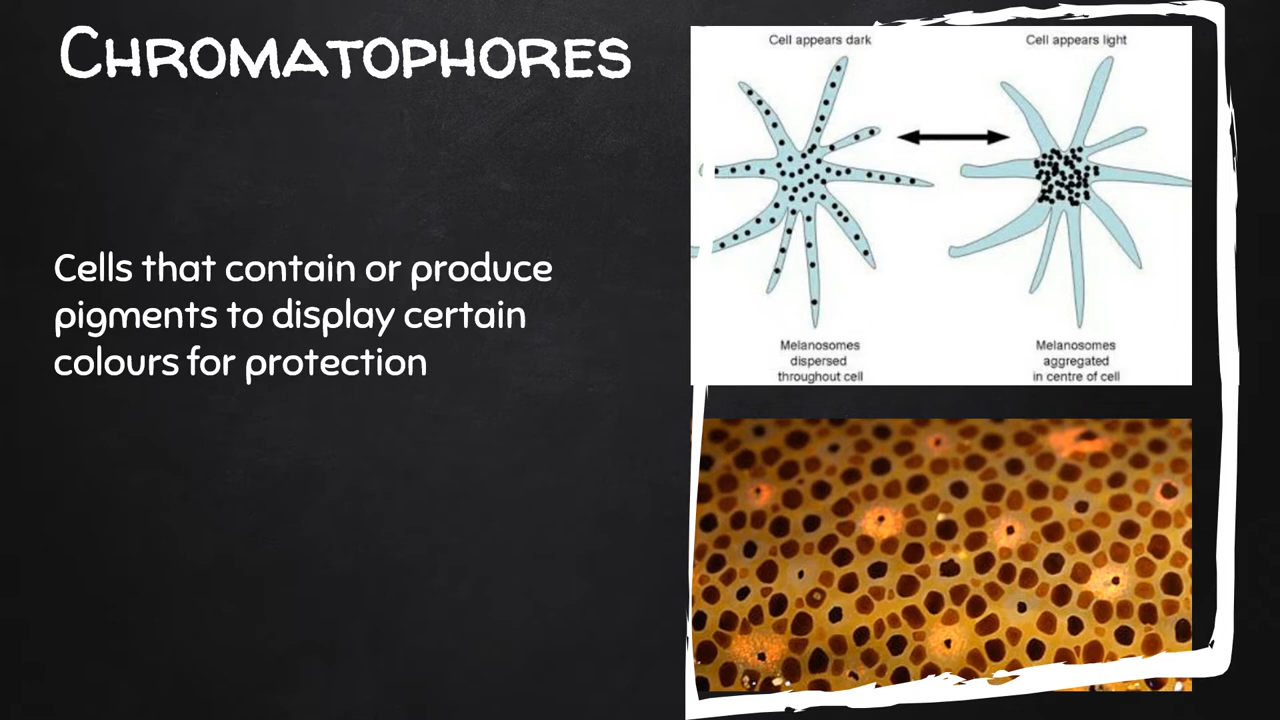 CHROMATOPHORES
Cells that contain or produce
pigments to display certain
colours for protection
Cell appears dark
Cell appears light
Melanosomes
dispersed
throughout cell
Melanosomes
aggregated
in centre of cell